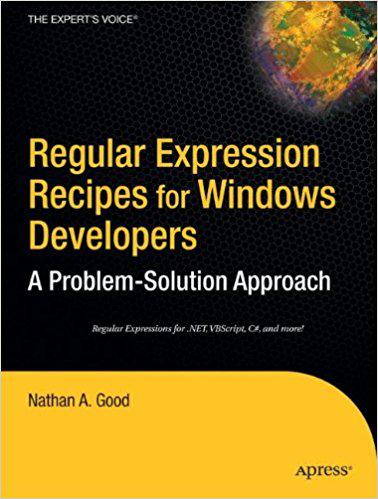 THE EXPERT'S VOICE®
Regular Expression
Recipes for Windows
Developers
A Problem-Solution Approach
Regular Expressions for .NET, VBScript, C#, and more!
Nathan A. Good
Apress®